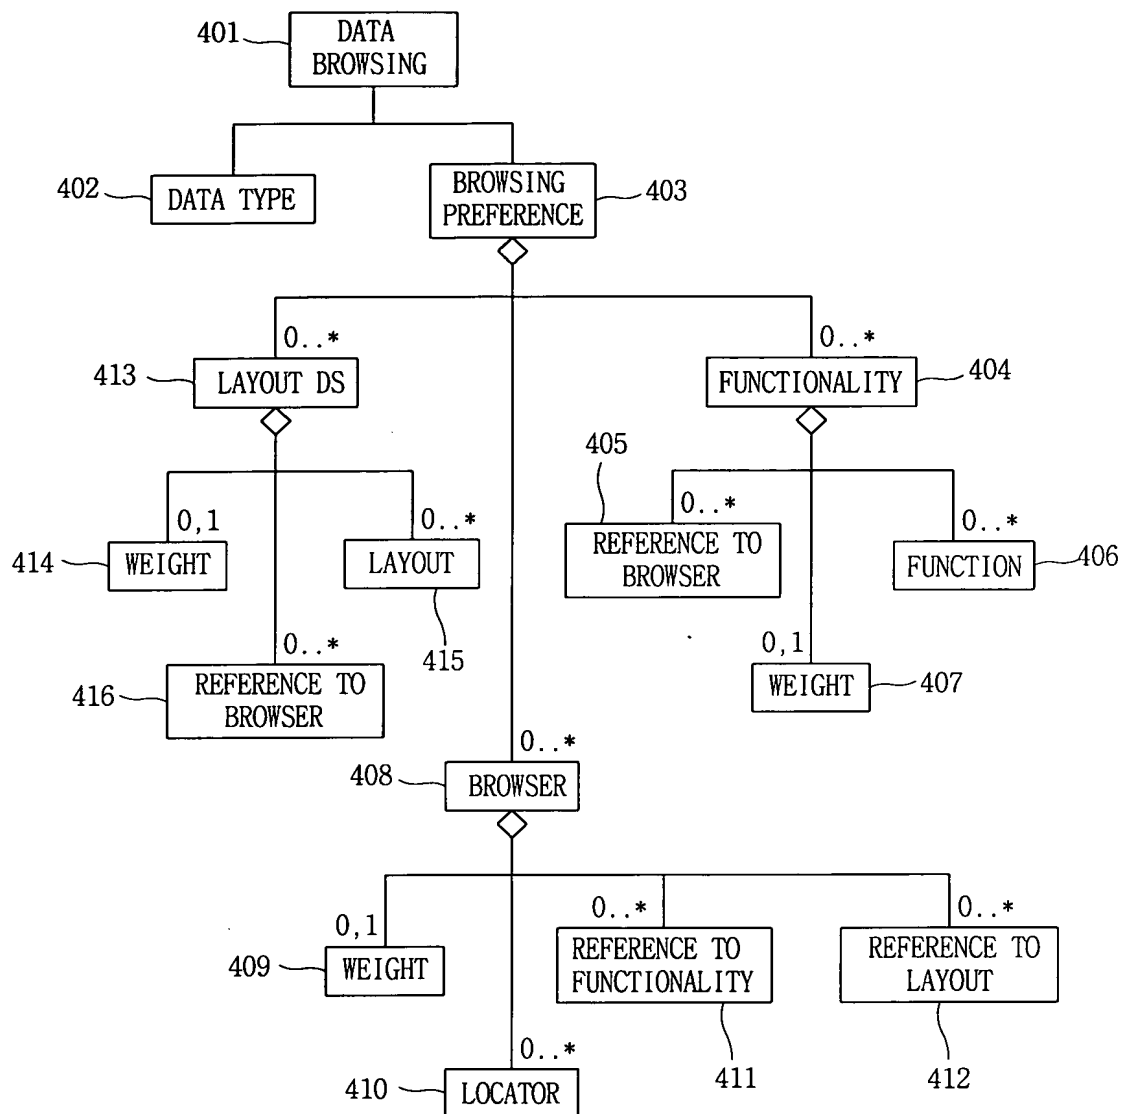 401
DATA
BROWSING
402
DATA TYPE
BROWSING
PREFERENCE
403
0..*
0..*
413
LAYOUT DS
FUNCTIONALITY
404
405
0,1
0..*
0..*
0..*
414
WEIGHT
LAYOUT
REFERENCE TO
BROWSER
FUNCTION
406
415
0..*
0,1
416
REFERENCE TO
BROWSER
WEIGHT
407
0..*
408
BROWSER
0,1
0..*
0..*
409
WEIGHT
REFERENCE TO
FUNCTIONALITY
REFERENCE TO
LAYOUT
0..*
410
LOCATOR
411
412